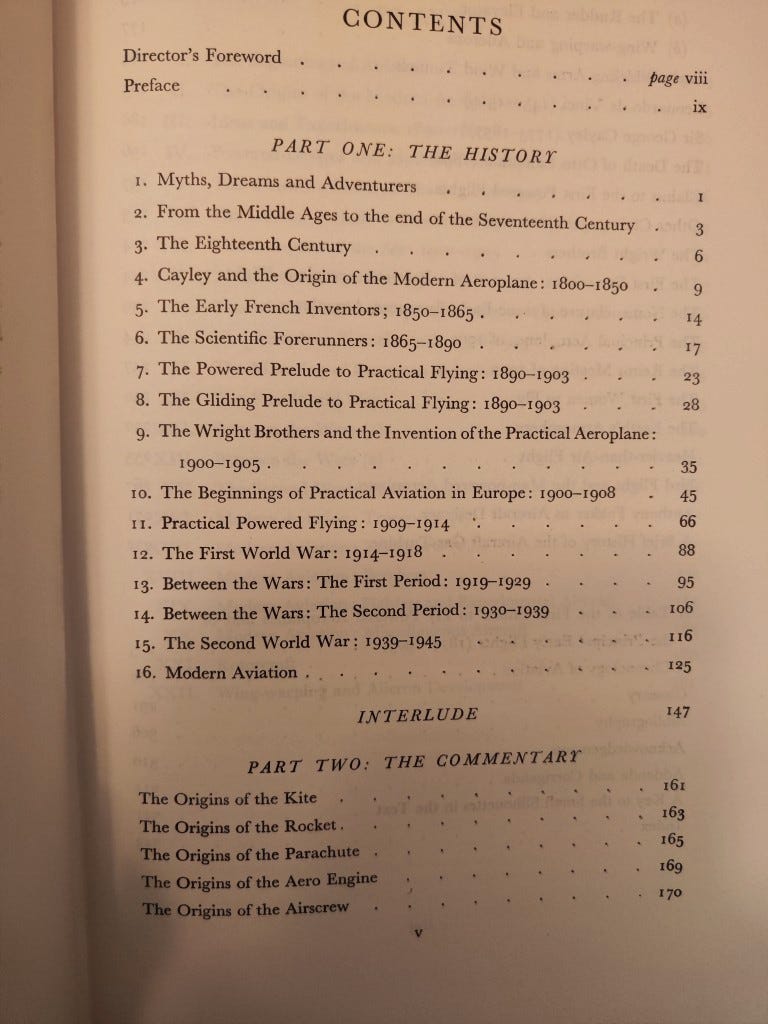 CONTENTS
Director's Foreword . . . . . . . . . page viii
Preface . . . . . . . . . . . . ix
PART ONE: THE HISTORY
1. Myths, Dreams and Adventurers . . . . . . . 1
2. From the Middle Ages to the end of the Seventeenth Century . 3
3. The Eighteenth Century . . . . . . . . . 6
4. Cayley and the Origin of the Modern Aeroplane: 1800–1850 . 9
5. The Early French Inventors; 1850–1865 . . . . . . 14
6. The Scientific Forerunners: 1865–1890 . . . . . . 17
7. The Powered Prelude to Practical Flying: 1890–1903 . . . 23
8. The Gliding Prelude to Practical Flying: 1890–1903 . . . 28
9. The Wright Brothers and the Invention of the Practical Aeroplane:
1900–1905 . . . . . . . . . . . . 35
10. The Beginnings of Practical Aviation in Europe: 1900–1908 . 45
11. Practical Powered Flying: 1909–1914 . . . . . . 66
12. The First World War: 1914–1918 . . . . . . . 88
13. Between the Wars: The First Period: 1919–1929 . . . . 95
14. Between the Wars: The Second Period: 1930–1939 . . . . 106
15. The Second World War: 1939–1945 . . . . . . 116
16. Modern Aviation . . . . . . . . . . . 125
INTERLUDE 147
PART TWO: THE COMMENTARY
The Origins of the Kite . . . . . . . . . . 161
The Origins of the Rocket . . . . . . . . . 163
The Origins of the Parachute . . . . . . . . . 165
The Origins of the Aero Engine . . . . . . . . 169
The Origins of the Airscrew . . . . . . . . . 170
v